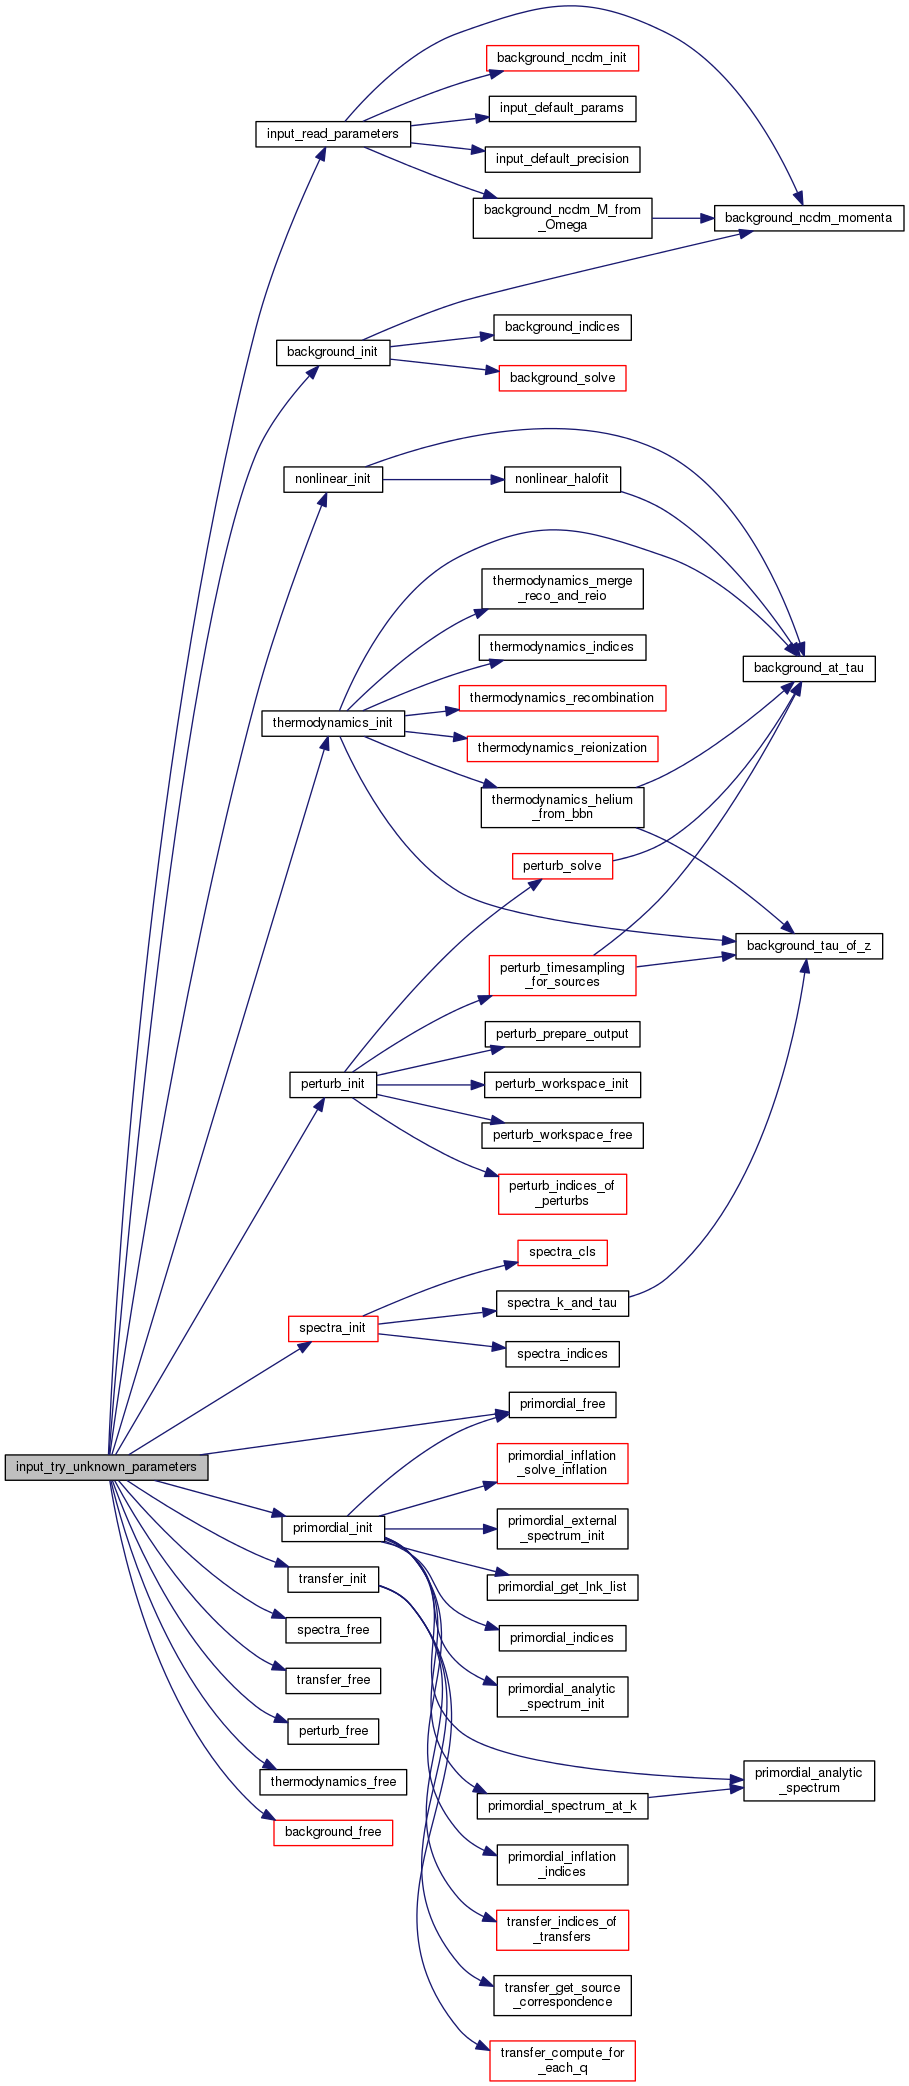 background_ncdm_init
input_default_params
input_read_parameters
input_default_precision
background_ncdm_M_from
_Omega
background_ncdm_momenta
background_indices
background_init
background_solve
nonlinear_init
nonlinear_halofit
thermodynamics_merge
_reco_and_reio
thermodynamics_indices
background_at_tau
thermodynamics_recombination
thermodynamics_init
thermodynamics_reionization
thermodynamics_helium
_from_bbn
perturb_solve
background_tau_of_z
perturb_timesampling
_for_sources
perturb_prepare_output
perturb_init
perturb_workspace_init
perturb_workspace_free
perturb_indices_of
_perturbs
spectra_cls
spectra_k_and_tau
spectra_init
spectra_indices
primordial_free
input_try_unknown_parameters
primordial_inflation
_solve_inflation
primordial_init
primordial_external
_spectrum_init
transfer_init
primordial_get_lnk_list
spectra_free
primordial_indices
transfer_free
primordial_analytic
_spectrum_init
perturb_free
thermodynamics_free
primordial_analytic
_spectrum
primordial_spectrum_at_k
background_free
primordial_inflation
_indices
transfer_indices_of
_transfers
transfer_get_source
_correspondence
transfer_compute_for
_each_q